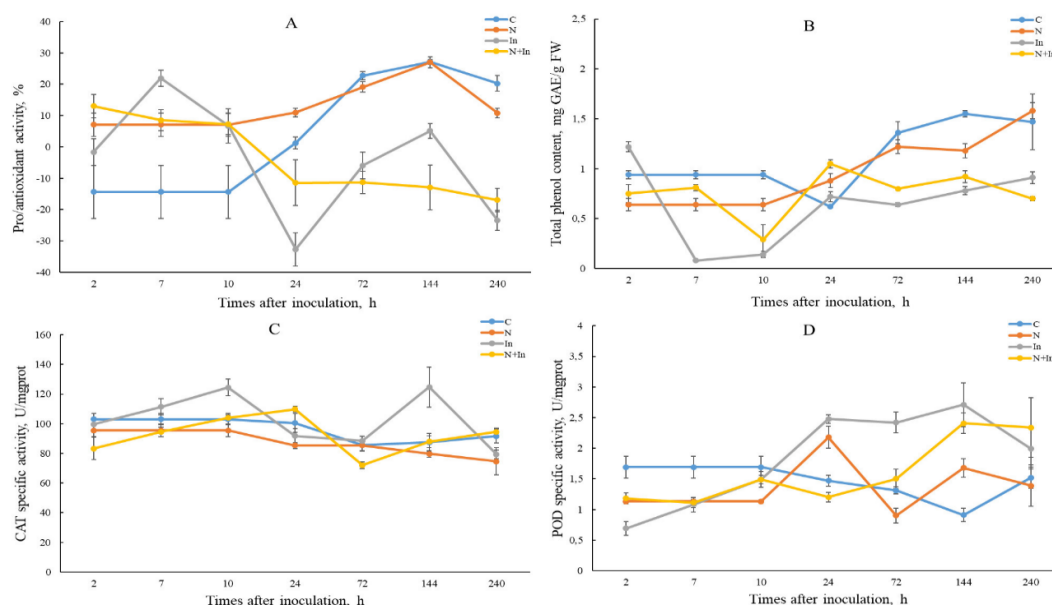 A
C
N
In
N+In
Pro/antioxidant activity, %
40
30
20
10
0
-10
-20
-30
-40
2 7 10 24 72 144 240
Times after inoculation, h
B
C
N
In
N+In
Total phenol content, mg GAE/g FW
2,5
2
1,5
1
0,5
0
2 7 10 24 72 144 240
Times after inoculation, h
C
C
N
In
N+In
CAT specific activity, U/mgprot
160
140
120
100
80
60
40
20
0
2 7 10 24 72 144 240
Times after inoculation, h
D
C
N
In
N+In
POD specific activity, U/mgprot
4
3,5
3
2,5
2
1,5
1
0,5
0
2 7 10 24 72 144 240
Times after inoculation, h